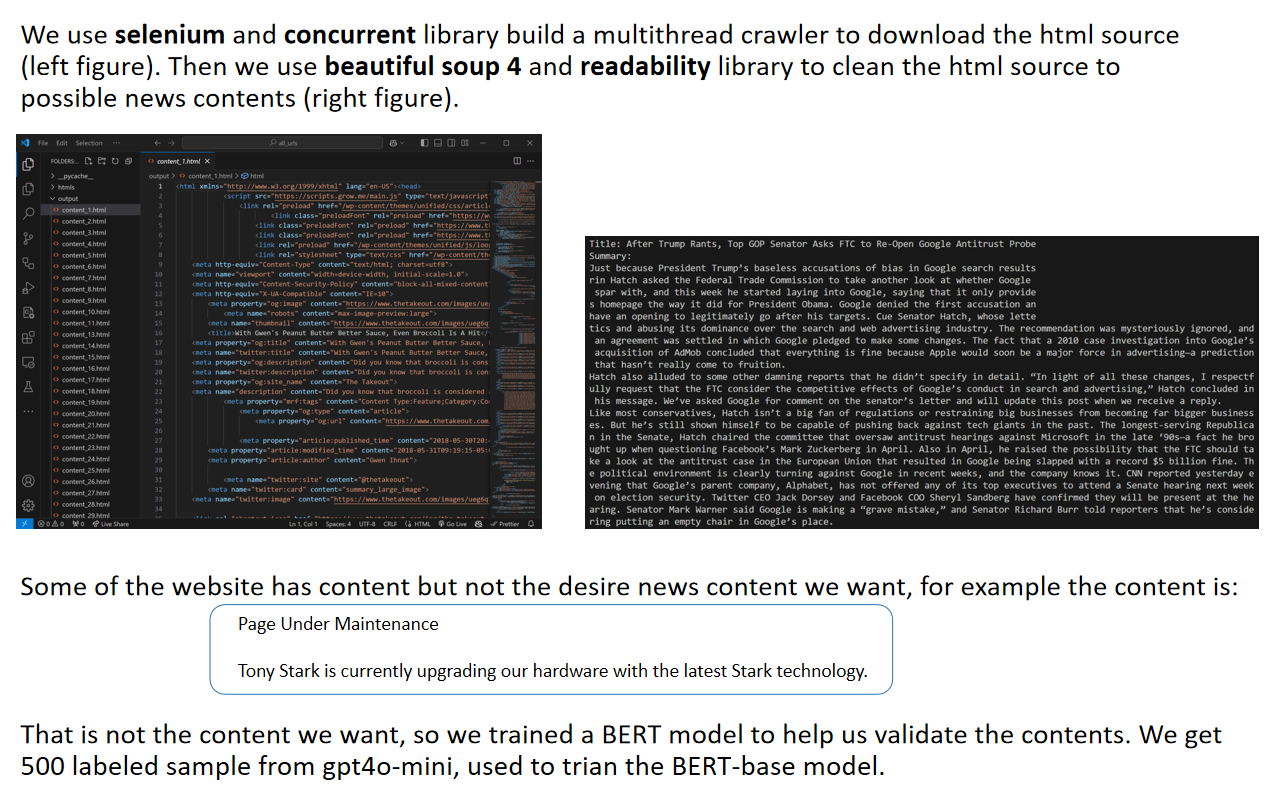 We use selenium and concurrent library build a multithread crawler to download the html source
(left figure). Then we use beautiful soup 4 and readability library to clean the html source to
possible news contents (right figure).
File Edit Selection ··· all_urls
FOLDERS... content_1.html ×
> __pycache__ output > content_1.html > html
> htmls
∨ output
content_1.html
content_2.html
content_3.html
content_4.html
content_5.html
content_6.html
content_7.html
content_8.html
content_9.html
content_10.html
content_11.html
content_14.html
content_15.html
content_16.html
content_17.html
content_18.html
content_19.html
content_20.html
content_21.html
content_22.html
content_23.html
content_24.html
content_25.html
content_26.html
content_27.html
content_28.html
content_29.html
1 <html xmlns="http://www.w3.org/1999/xhtml" lang="en-US"><head>
2 <script src="https://scripts.grow.me/main.js" type="text/javascript
3 <link rel="preload" href="/wp-content/themes/unified/css/articl
4 <link class="preloadFont" rel="preload" href="https://w
5 <link class="preloadFont" rel="preload" href="https://www.t
6 <link class="preloadFont" rel="preload" href="https://www.t
7 <link rel="preload" href="/wp-content/themes/unified/js/loo
8 <link rel="stylesheet" type="text/css" href="/wp-content/th
9 <meta http-equiv="Content-Type" content="text/html; charset=utf8">
10 <meta name="viewport" content="width=device-width, initial-scale=1.0">
11 <meta http-equiv="Content-Security-Policy" content="block-all-mixed-content
12 <meta http-equiv="X-UA-Compatible" content="IE=10">
13 <meta property="og:image" content="https://www.thetakeout.com/images/ue
14 <meta name="robots" content="max-image-preview:large">
15 <meta name="thumbnail" content="https://www.thetakeout.com/images/ueg6q
16 <title>With Gwen's Peanut Butter Better Sauce, Even Broccoli Is A Hit</
17 <meta property="og:title" content="With Gwen's Peanut Butter Better Sauce,
18 <meta name="twitter:title" content="With Gwen's Peanut Butter Better Sauce,
19 <meta property="og:description" content="Did you know that broccoli is cons
20 <meta name="twitter:description" content="Did you know that broccoli is con
21 <meta property="og:site_name" content="The Takeout">
22 <meta name="description" content="Did you know that broccoli is considered
23 <meta property="mrf:tags" content="Content Type:Feature;Category:Co
24 <meta property="og:type" content="article">
25 <meta property="og:url" content="https://www.thetakeout.com
26
27 <meta property="article:published_time" content="2018-05-30T20:
28 <meta property="article:modified_time" content="2018-05-31T09:19:15-05:
29 <meta property="article:author" content="Gwen Ihnat">
30
31 <meta name="twitter:site" content="@thetakeout">
32 <meta name="twitter:card" content="summary_large_image">
33 <meta name="twitter:image" content="https://www.thetakeout.com/images/ueg6q
34
0 0 0 Live Share Ln 1, Col 1 Spaces: 4 UTF-8 CRLF HTML Go Live Prettier
Title: After Trump Rants, Top GOP Senator Asks FTC to Re-Open Google Antitrust Probe
Summary:
Just because President Trump's baseless accusations of bias in Google search results
rin Hatch asked the Federal Trade Commission to take another look at whether Google
spar with, and this week he started laying into Google, saying that it only provide
s homepage the way it did for President Obama. Google denied the first accusation an
have an opening to legitimately go after his targets. Cue Senator Hatch, whose lette
tics and abusing its dominance over the search and web advertising industry. The recommendation was mysteriously ignored, and
an agreement was settled in which Google pledged to make some changes. The fact that a 2010 case investigation into Google's
acquisition of AdMob concluded that everything is fine because Apple would soon be a major force in advertising—a prediction
that hasn't really come to fruition.
Hatch also alluded to some other damning reports that he didn't specify in detail. "In light of all these changes, I respectf
ully request that the FTC consider the competitive effects of Google's conduct in search and advertising," Hatch concluded in
his message. We've asked Google for comment on the senator's letter and will update this post when we receive a reply.
Like most conservatives, Hatch isn't a big fan of regulations or restraining big businesses from becoming far bigger business
es. But he's still shown himself to be capable of pushing back against tech giants in the past. The longest-serving Republica
n in the Senate, Hatch chaired the committee that oversaw antitrust hearings against Microsoft in the late '90s—a fact he bro
ught up when questioning Facebook's Mark Zuckerberg in April. Also in April, he raised the possibility that the FTC should ta
ke a look at the antitrust case in the European Union that resulted in Google being slapped with a record $5 billion fine. Th
e political environment is clearly turning against Google in recent weeks, and the company knows it. CNN reported yesterday e
vening that Google's parent company, Alphabet, has not offered any of its top executives to attend a Senate hearing next week
on election security. Twitter CEO Jack Dorsey and Facebook COO Sheryl Sandberg have confirmed they will be present at the he
aring. Senator Mark Warner said Google is making a "grave mistake," and Senator Richard Burr told reporters that he's conside
ring putting an empty chair in Google's place.
Some of the website has content but not the desire news content we want, for example the content is:
Page Under Maintenance
Tony Stark is currently upgrading our hardware with the latest Stark technology.
That is not the content we want, so we trained a BERT model to help us validate the contents. We get
500 labeled sample from gpt4o-mini, used to trian the BERT-base model.